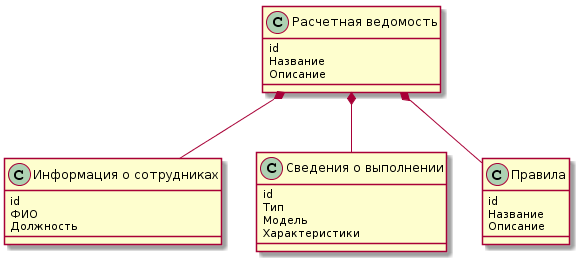 C Расчетная ведомость
id
Название
Описание
C Информация о сотрудниках
id
ФИО
Должность
C Сведения о выполнении
id
Тип
Модель
Характеристики
C Правила
id
Название
Описание